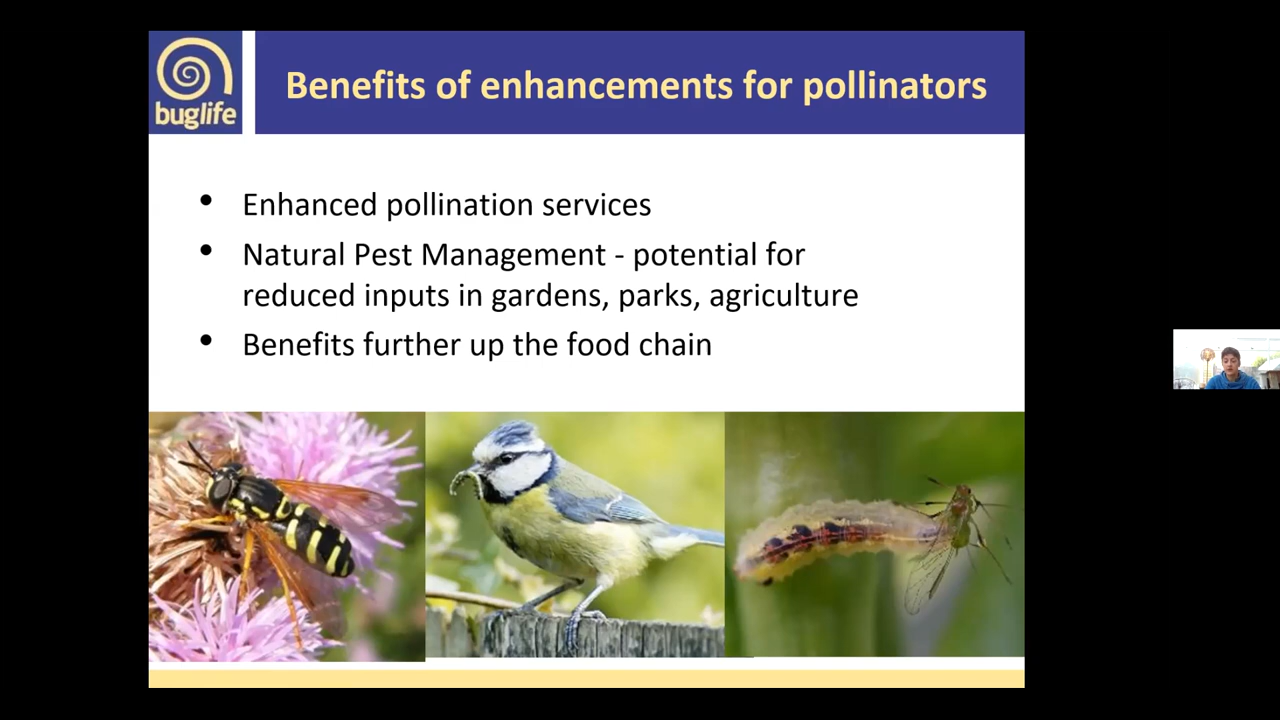 buglife
Benefits of enhancements for pollinators
• Enhanced pollination services
• Natural Pest Management - potential for
reduced inputs in gardens, parks, agriculture
• Benefits further up the food chain